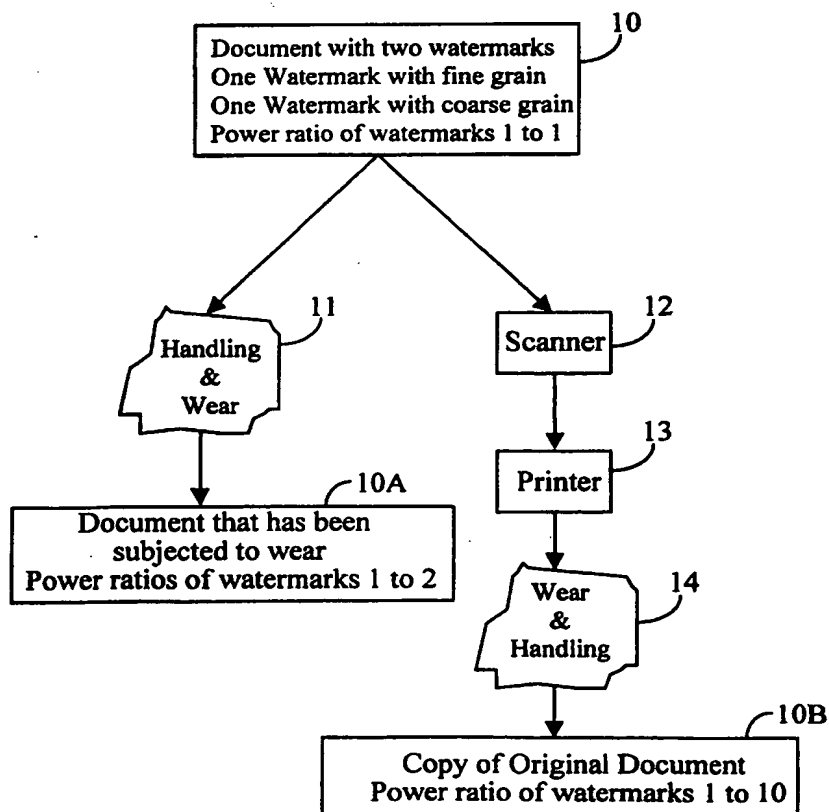 10
Document with two watermarks
One Watermark with fine grain
One Watermark with coarse grain
Power ratio of watermarks 1 to 1
11
Handling
&
Wear
12
Scanner
13
Printer
10A
Document that has been
subjected to wear
Power ratios of watermarks 1 to 2
14
Wear
&
Handling
10B
Copy of Original Document
Power ratio of watermarks 1 to 10